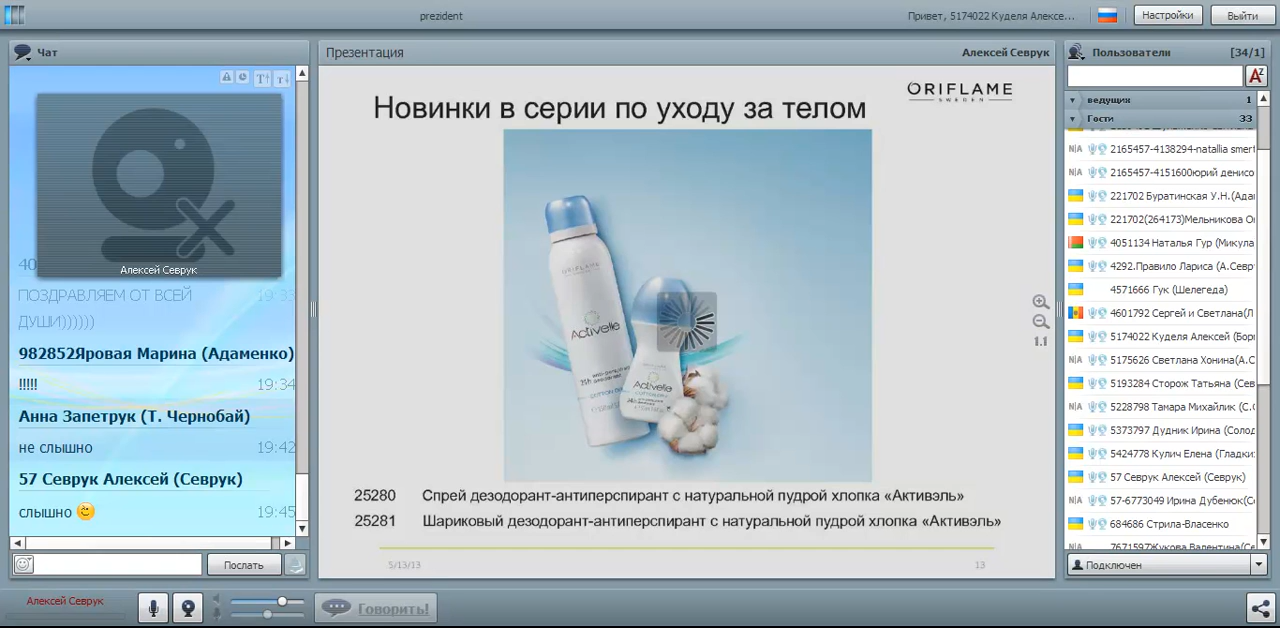 prezident
Привет, 5174022 Куделя Алексе...
Настройки
Выйти
Чат
Алексей Севрук
40
ПОЗДРАВЛЯЕМ ОТ ВСЕЙ 19:33
ДУШИ))))))
982852Яровая Марина (Адаменко)
!!!!! 19:34
Анна Запетрук (Т. Чернобай)
не слышно 19:42
57 Севрук Алексей (Севрук)
слышно 19:45
Послать
Презентация
Алексей Севрук
ORIFLAME
SWEDEN
Новинки в серии по уходу за телом
ORIFLAME
Activelle
Activelle
1.1
25280 Спрей дезодорант-антиперспирант с натуральной пудрой хлопка «Активэль»
25281 Шариковый дезодорант-антиперспирант с натуральной пудрой хлопка «Активэль»
5/13/13
13
Пользователи [34/1]
ведущия 1
Гости 33
N|A 2165457-4138294-natallia smert
N|A 2165457-4151600юрий денисо
221702 Буратинская У.Н.(Ада
221702(264173)Мельникова О
4051134 Наталья Гур (Микула
4292.Правило Лариса (А.Севр
4571666 Гук (Шелегеда)
4601792 Сергей и Светлана(Л
5174022 Куделя Алексей (Бор
N|A 5175626 Светлана Хонина(А.С
5193284 Сторож Татьяна (Сев
N|A 5228798 Тамара Михайлик (С.С
5373797 Дудник Ирина (Солод
5424778 Кулич Елена (Гладки
57 Севрук Алексей (Севрук)
N|A 57-6773049 Ирина Дубенюк(Се
684686 Стрила-Власенко
N|A 7671597Жукова Валентина(Се
Подключен
Алексей Севрук
Говорить!